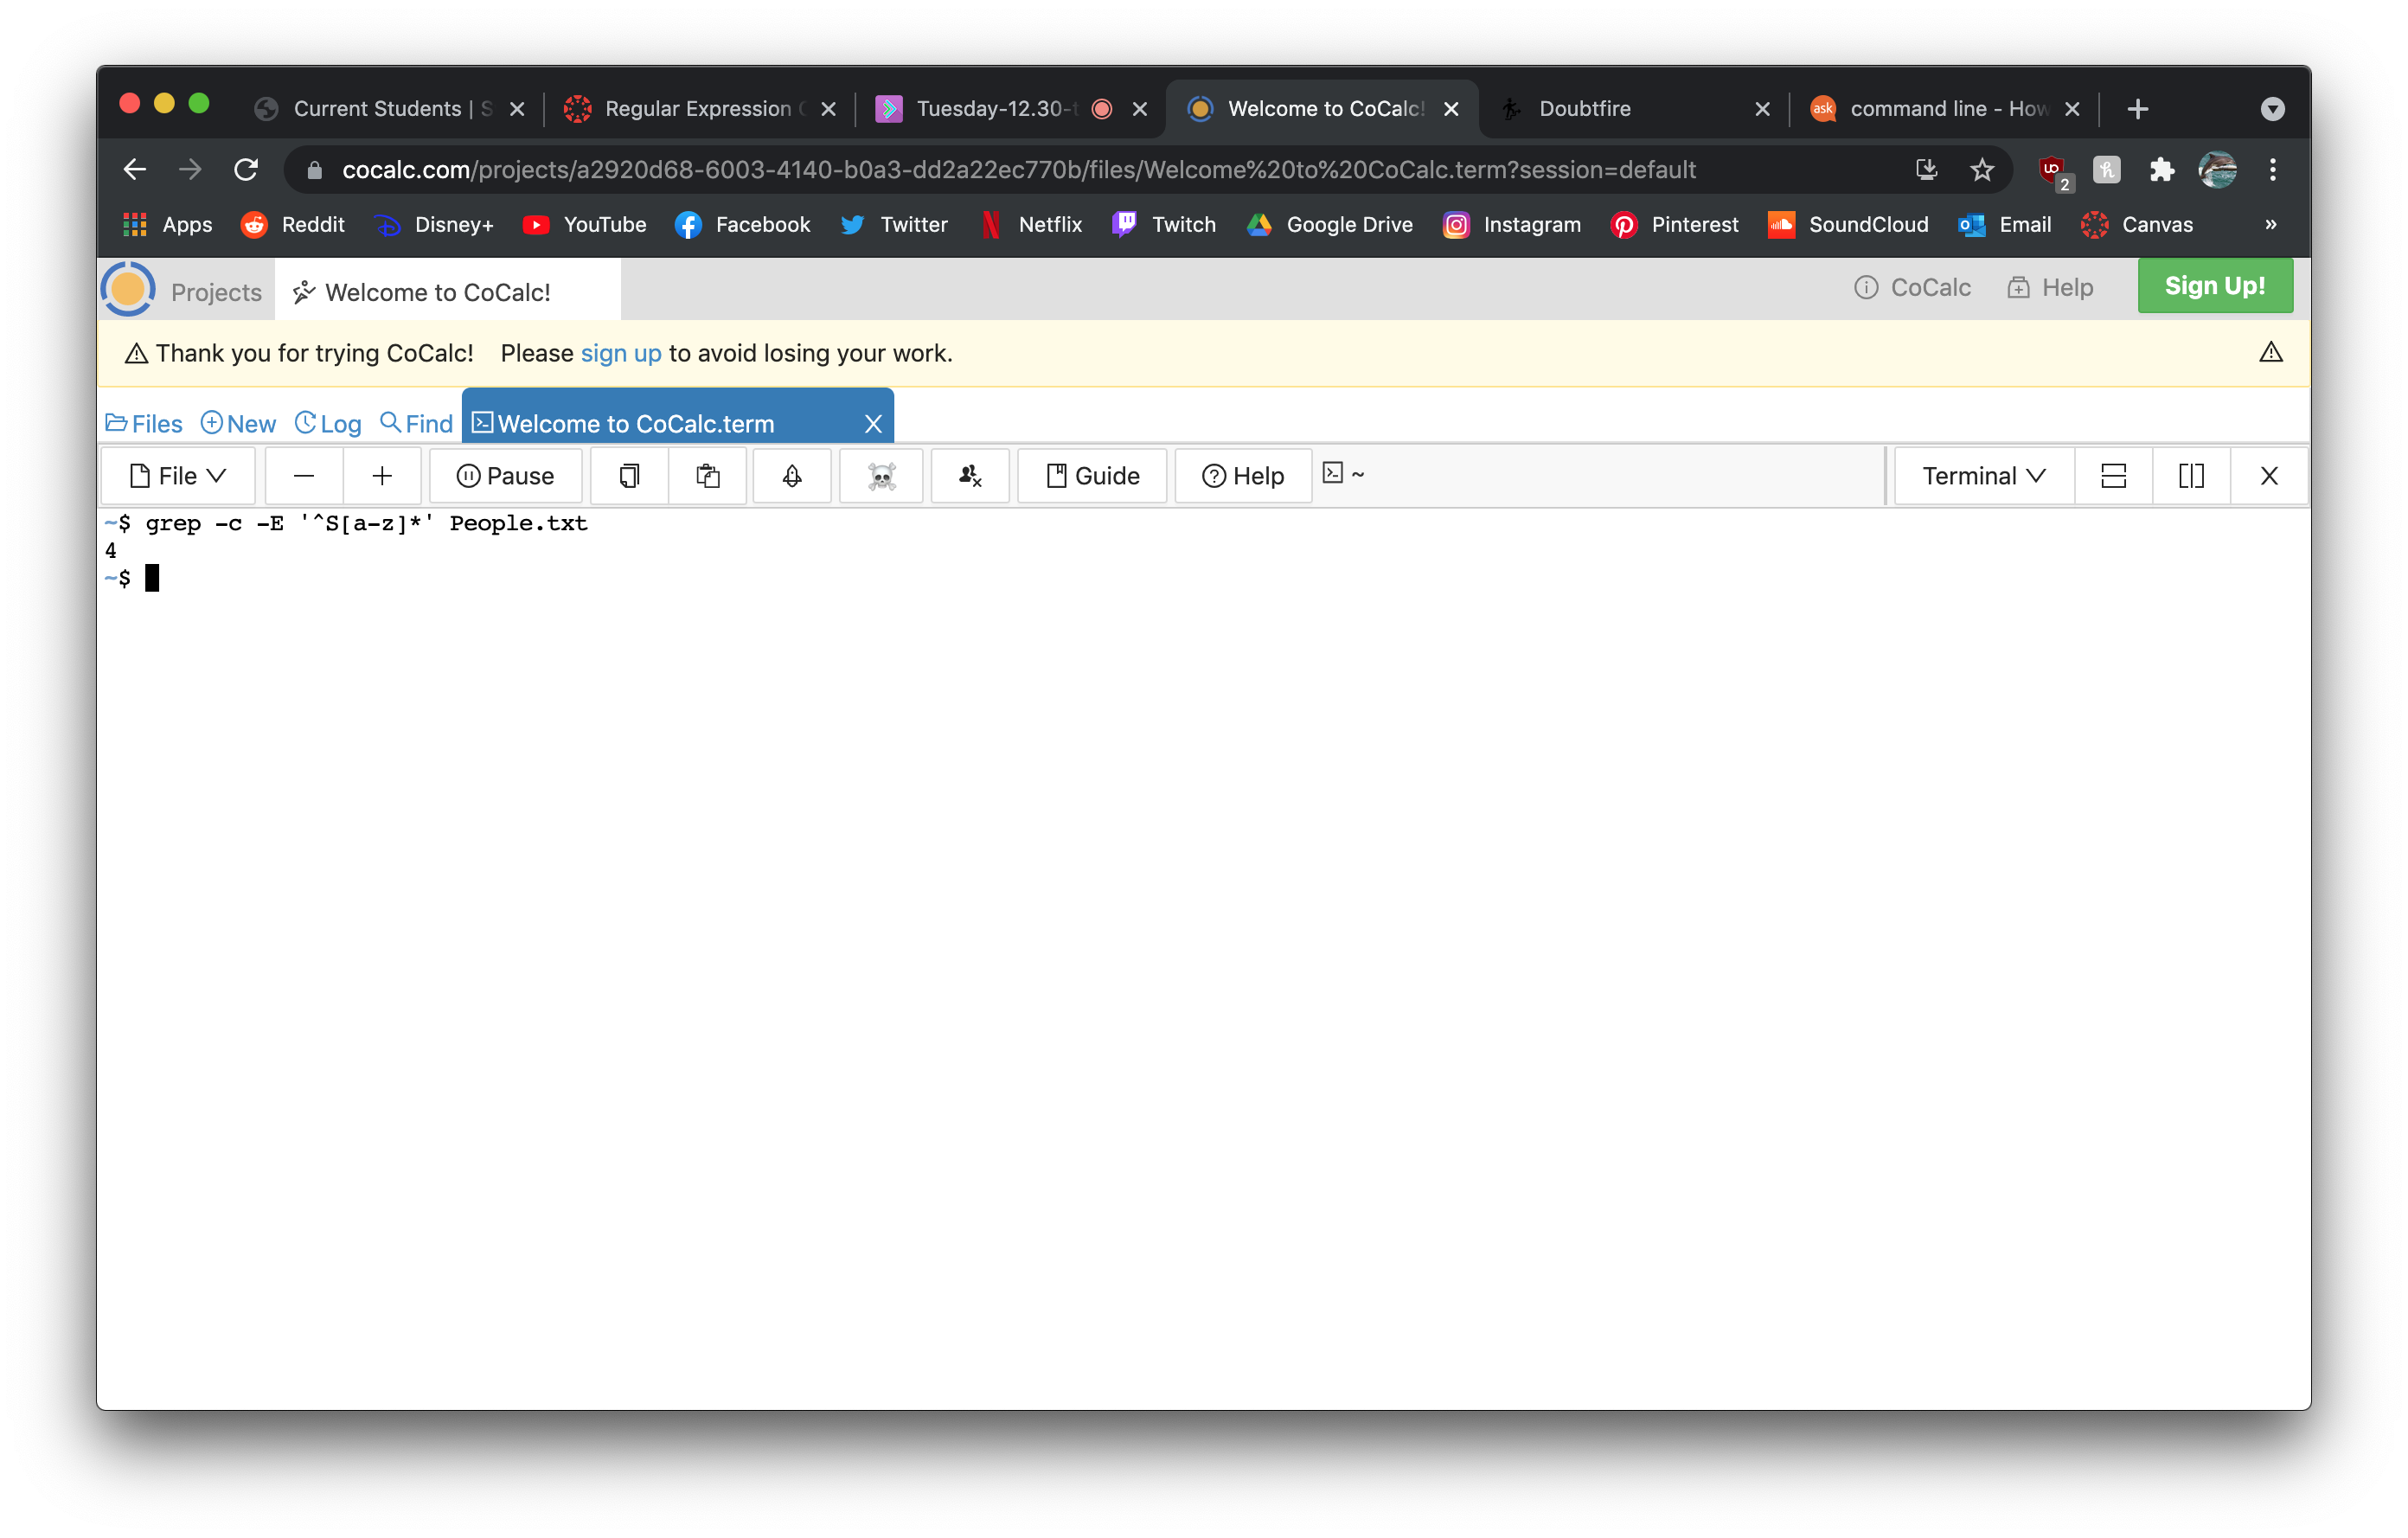 Current Students | S
Regular Expression
Tuesday-12.30-t
Welcome to CoCalc!
Doubtfire
ask
command line - How
cocalc.com/projects/a2920d68-6003-4140-b0a3-dd2a22ec770b/files/Welcome%20to%20CoCalc.term?session=default
2
Apps Reddit Disney+ YouTube Facebook Twitter Netflix Twitch Google Drive Instagram Pinterest SoundCloud Email Canvas »
Projects Welcome to CoCalc! CoCalc Help Sign Up!
Thank you for trying CoCalc! Please sign up to avoid losing your work.
Files New Log Find Welcome to CoCalc.term
File Pause Guide Help ~ Terminal
~$ grep -c -E '^S[a-z]*' People.txt
4
~$